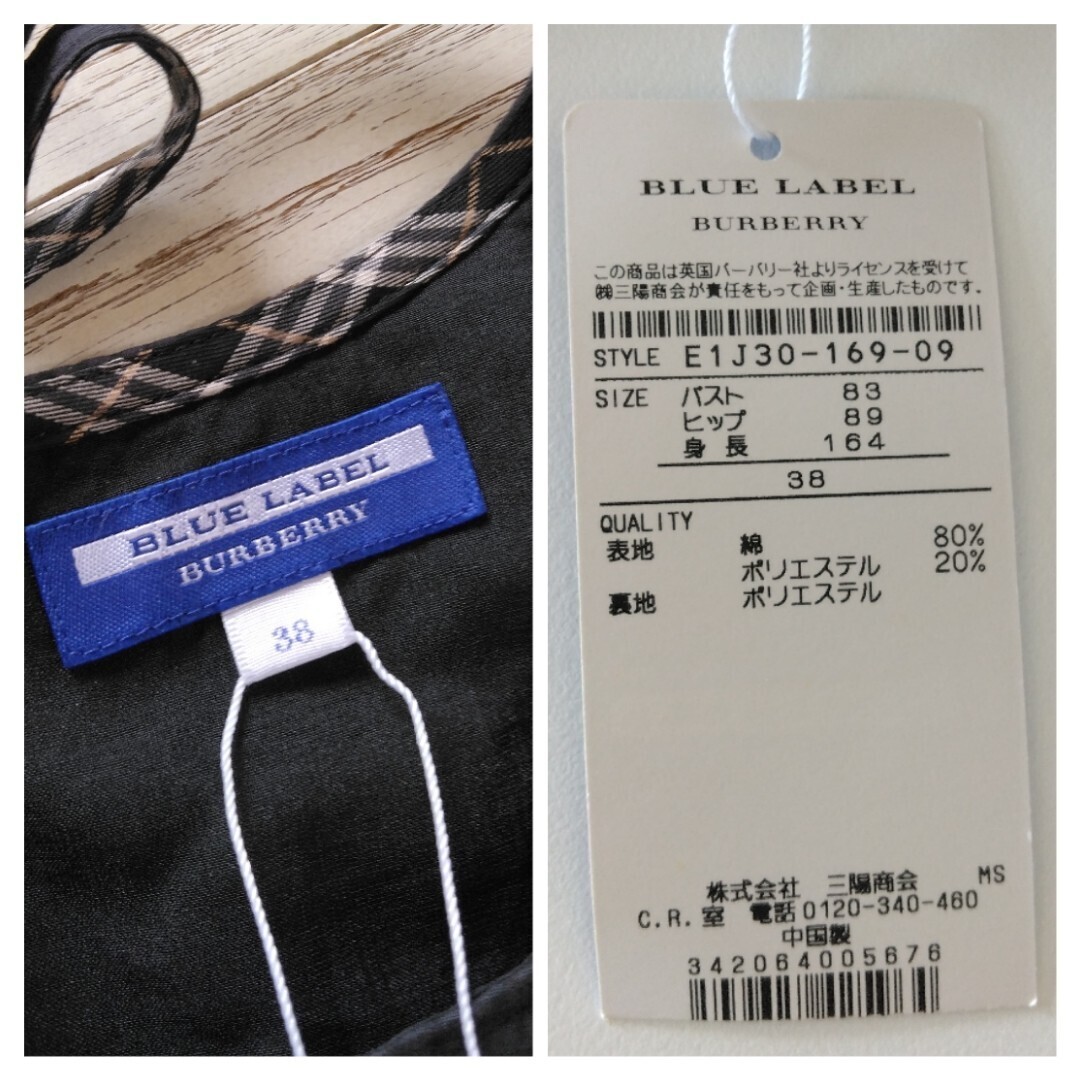 BLUE LABEL
BURBERRY
38
BLUE LABEL
BURBERRY
この商品は英国バーバリー社よりライセンスを受けて
㈱三陽商会が責任をもって企画・生産したものです。
STYLE E1J30-169-09
SIZE バスト 83
ヒップ 89
身長 164
38
QUALITY
表地 綿 80%
ポリエステル 20%
裏地 ポリエステル
株式会社 三陽商会 MS
C.R.室 電話0120-340-460
中国製
342064005676